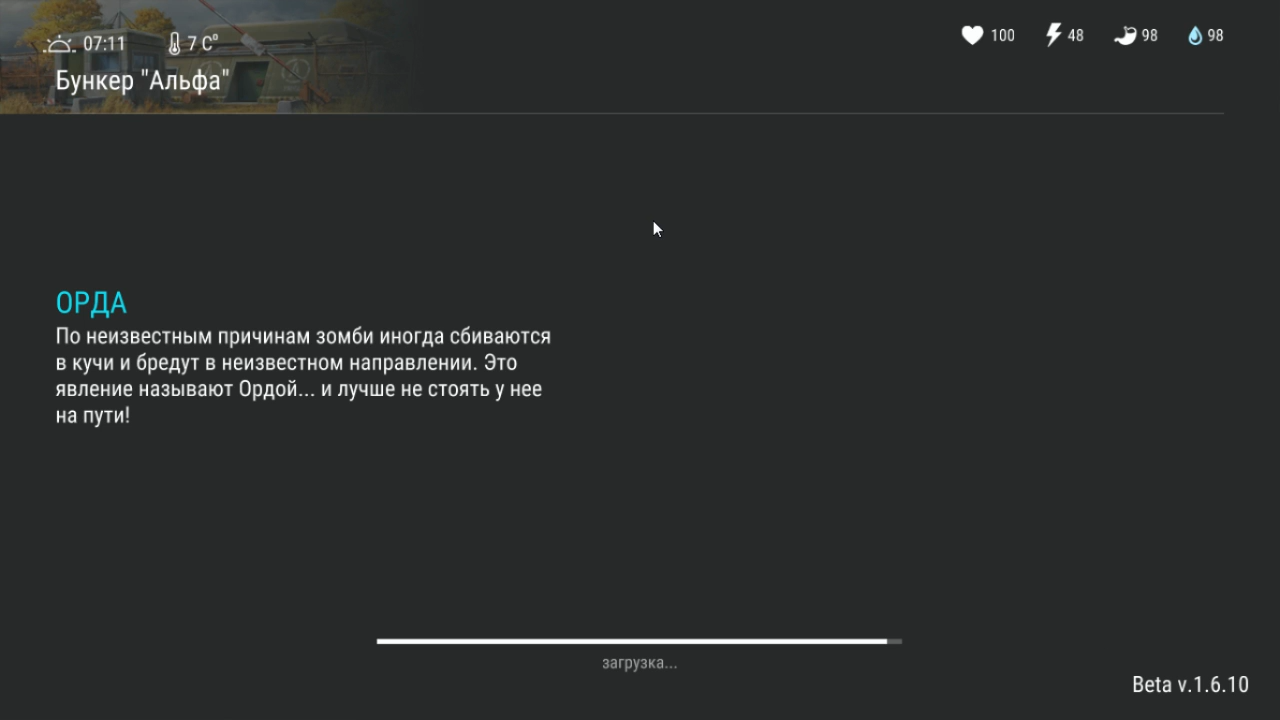 07:11 7 C° 100 48 98 98
Бункер "Альфа"
ОРДА
По неизвестным причинам зомби иногда сбиваются
в кучи и бредут в неизвестном направлении. Это
явление называют Ордой... и лучше не стоять у нее
на пути!
загрузка...
Beta v.1.6.10